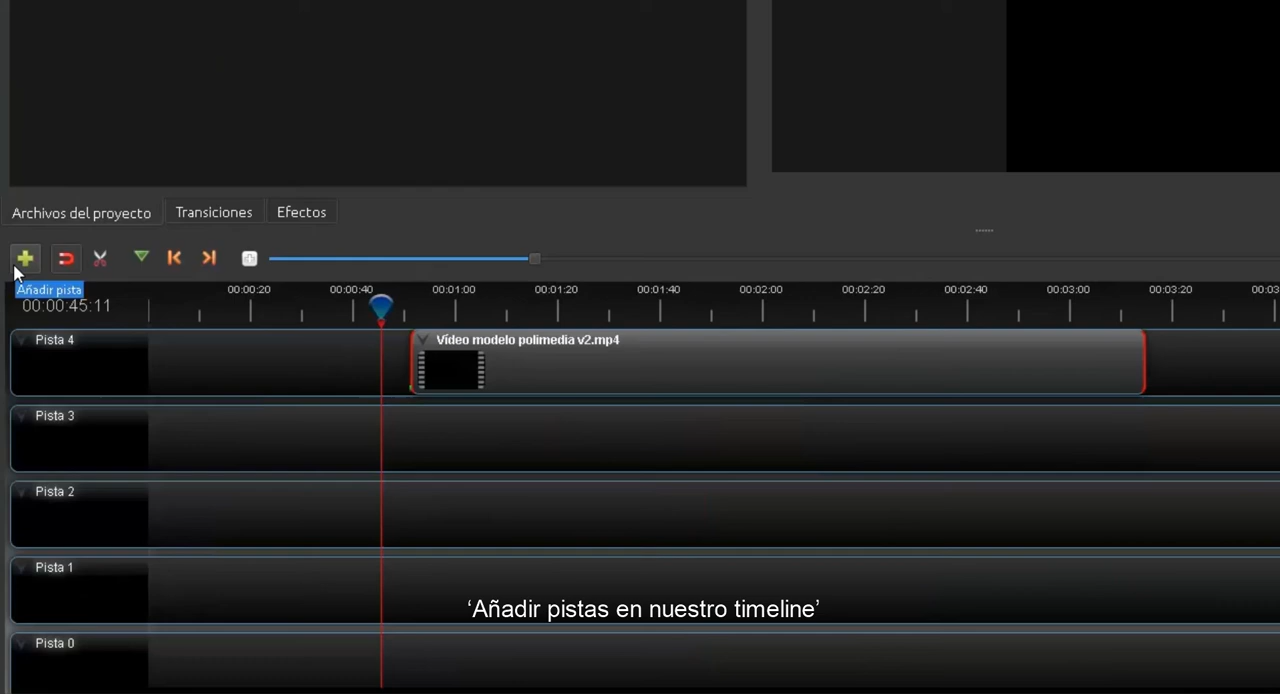 Archivos del proyecto
Transiciones
Efectos
Añadir pista
00:00:45:11
00:00:20
00:00:40
00:01:00
00:01:20
00:01:40
00:02:00
00:02:20
00:02:40
00:03:00
00:03:20
Pista 4
Vídeo modelo polimedia v2.mp4
Pista 3
Pista 2
Pista 1
‘Añadir pistas en nuestro timeline’
Pista 0